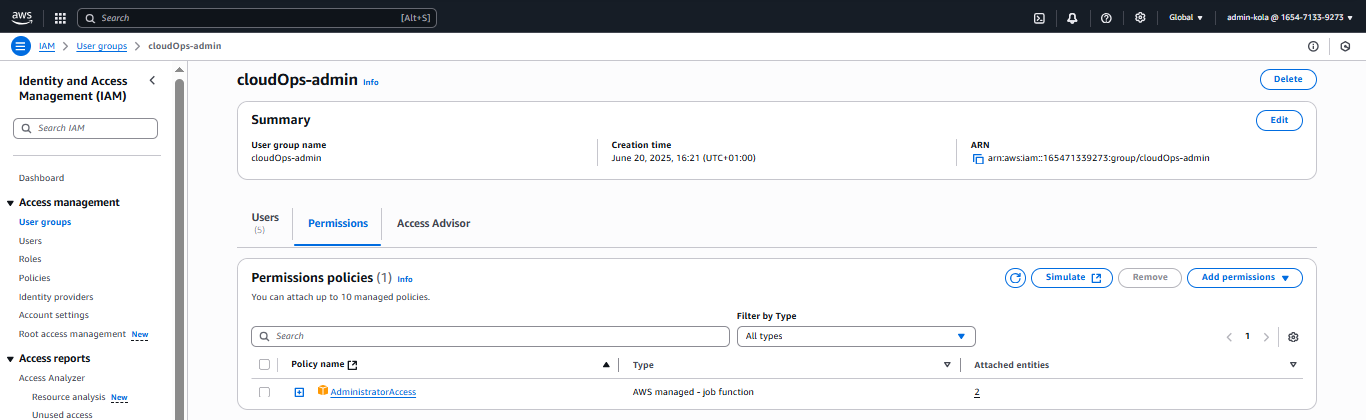 aws
Search
[Alt+S]
Global
admin-kola @ 1654-7133-9273
IAM
User groups
cloudOps-admin
Identity and Access Management (IAM)
Search IAM
Dashboard
Access management
User groups
Users
Roles
Policies
Identity providers
Account settings
Root access management New
Access reports
Access Analyzer
Resource analysis New
Unused access
cloudOps-admin Info
Delete
Summary
Edit
User group name
cloudOps-admin
Creation time
June 20, 2025, 16:21 (UTC+01:00)
ARN
arn:aws:iam::165471339273:group/cloudOps-admin
Users
(5)
Permissions
Access Advisor
Permissions policies (1) Info
You can attach up to 10 managed policies.
Simulate
Remove
Add permissions
Filter by Type
Search
All types
1
Policy name
Type
Attached entities
AdministratorAccess
AWS managed - job function
2